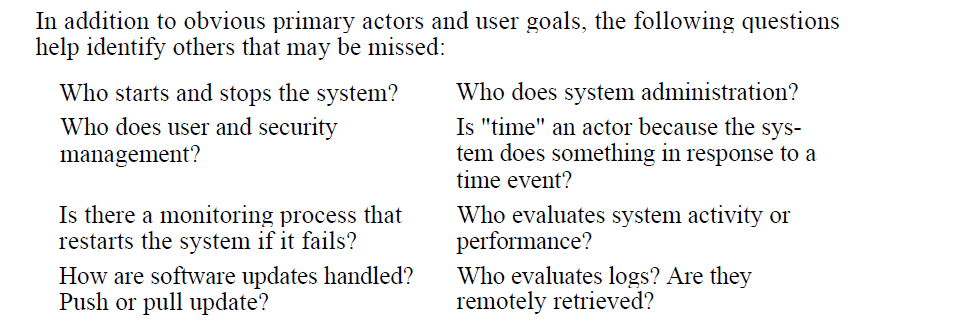 In addition to obvious primary actors and user goals, the following questions
help identify others that may be missed:
Who starts and stops the system?
Who does system administration?
Who does user and security
management?
Is "time" an actor because the sys-
tem does something in response to a
time event?
Is there a monitoring process that
restarts the system if it fails?
Who evaluates system activity or
performance?
How are software updates handled?
Push or pull update?
Who evaluates logs? Are they
remotely retrieved?